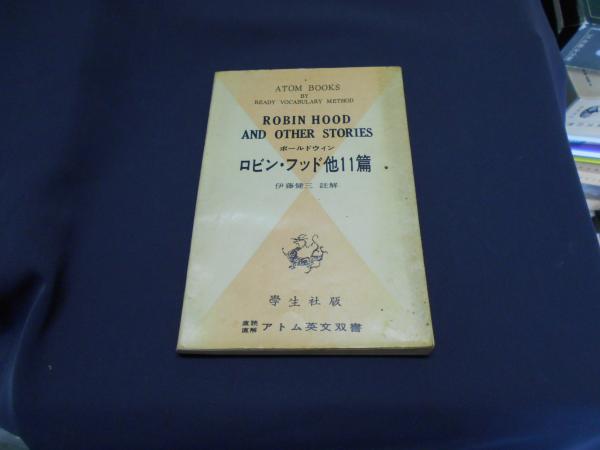 ATOM BOOKS
BY
READY VOCABULARY METHOD
ROBIN HOOD
AND OTHER STORIES
ボールドウィン
ロビン・フッド他11篇
伊藤健三 註解
學生社版
直読
直解 アトム英文双書